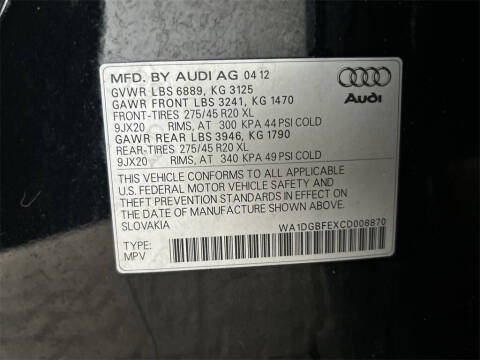 MFD. BY AUDI AG 04 12
GVWR LBS 6889, KG 3125
GAWR FRONT LBS 3241, KG 1470
FRONT-TIRES 275/45 R20 XL
9JX20 RIMS, AT 300 KPA 44 PSI COLD
GAWR REAR LBS 3946, KG 1790
REAR-TIRES 275/45 R20 XL
9JX20 RIMS, AT 340 KPA 49 PSI COLD
Audi
THIS VEHICLE CONFORMS TO ALL APPLICABLE
U.S. FEDERAL MOTOR VEHICLE SAFETY AND
THEFT PREVENTION STANDARDS IN EFFECT ON
THE DATE OF MANUFACTURE SHOWN ABOVE
SLOVAKIA
WA1DGBFEXCD008870
TYPE:
MPV